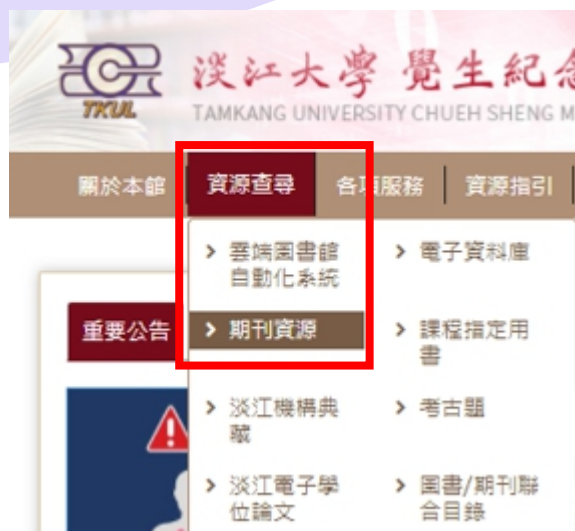 TKUL
淡江大學 覺生紀念
TAMKANG UNIVERSITY CHUEH SHENG M
關於本館
資源查尋
各項服務
資源指引
雲端圖書館
自動化系統
電子資料庫
重要公告
期刊資源
課程指定用
書
淡江機構典
藏
考古題
淡江電子學
位論文
圖書/期刊聯
合目錄